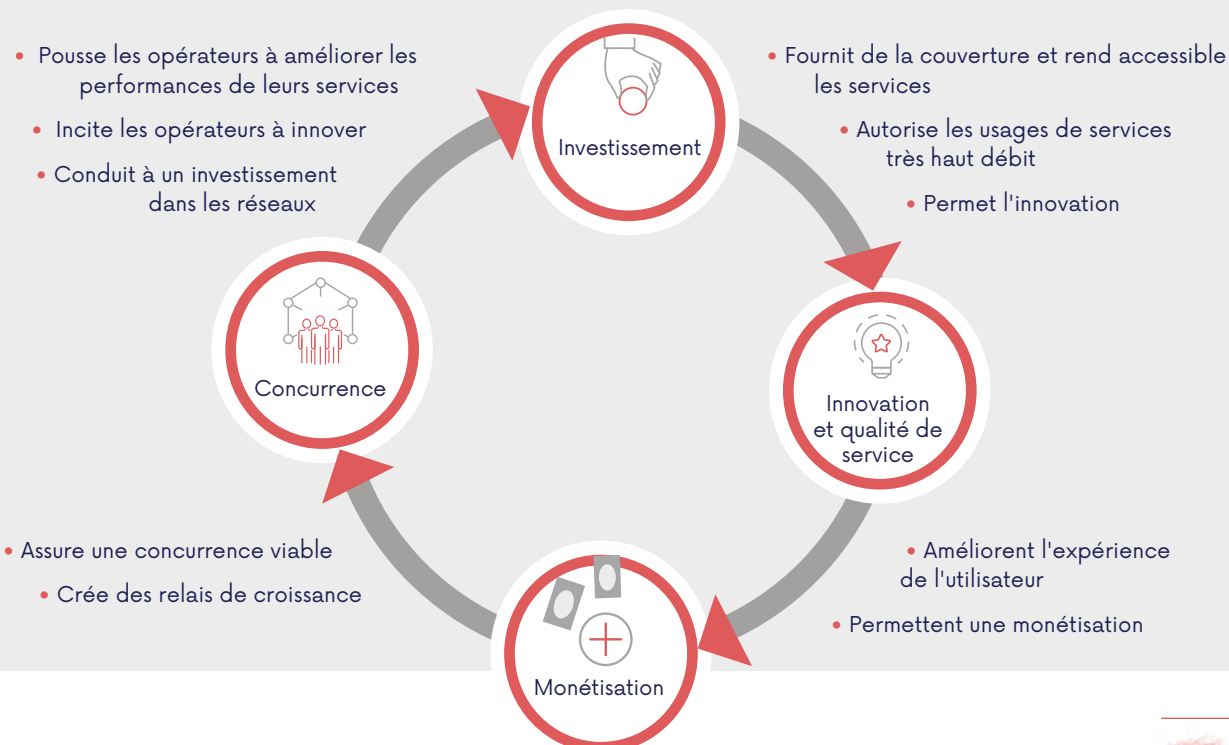 • Pousse les opérateurs à améliorer les
performances de leurs services
• Incite les opérateurs à innover
• Conduit à un investissement
dans les réseaux
Investissement
• Fournit de la couverture et rend accessible
les services
• Autorise les usages de services
très haut débit
• Permet l'innovation
Concurrence
Innovation
et qualité de
service
• Assure une concurrence viable
• Crée des relais de croissance
• Améliorent l'expérience
de l'utilisateur
• Permettent une monétisation
Monétisation